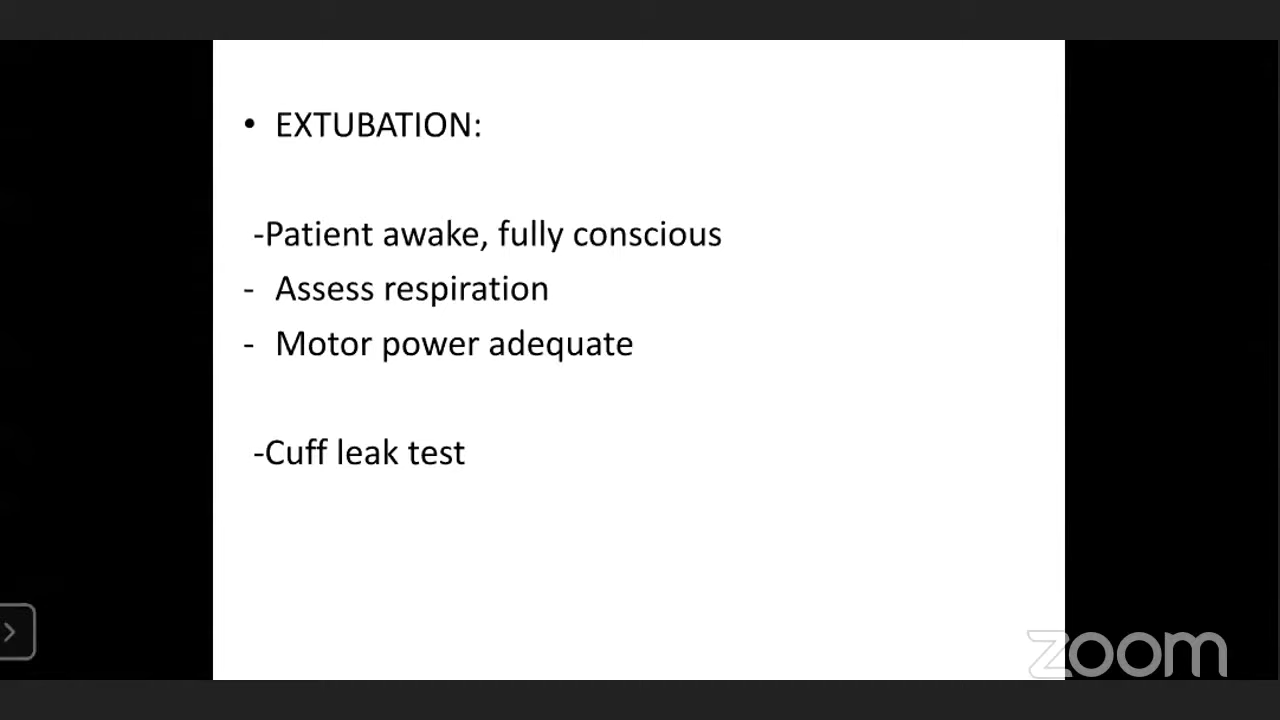 • EXTUBATION:
-Patient awake, fully conscious
- Assess respiration
- Motor power adequate
-Cuff leak test
zoom